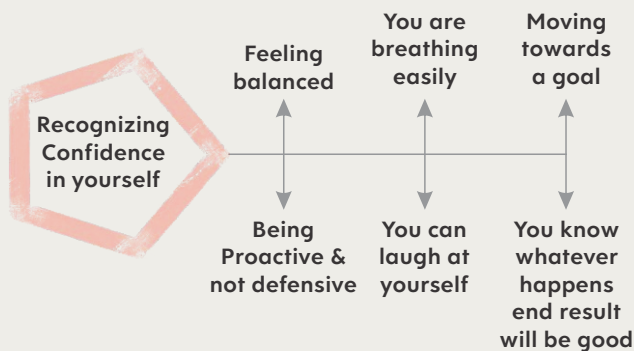 Recognizing
Confidence
in yourself
Feeling
balanced
You are
breathing
easily
Moving
towards
a goal
Being
Proactive &
not defensive
You can
laugh at
yourself
You know
whatever
happens
end result
will be good